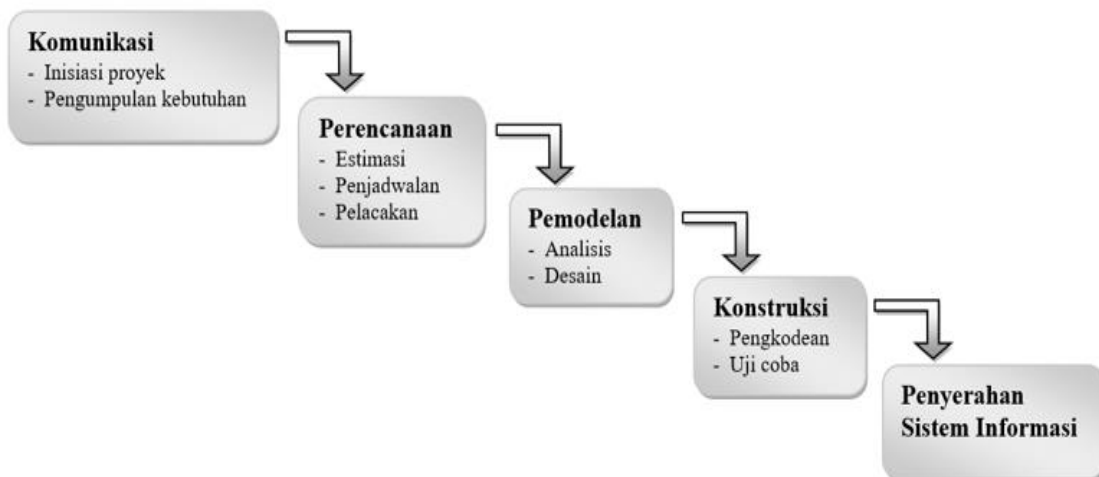 Komunikasi
- Inisiasi proyek
- Pengumpulan kebutuhan
Perencanaan
- Estimasi
- Penjadwalan
- Pelacakan
Pemodelan
- Analisis
- Desain
Konstruksi
- Pengkodean
- Uji coba
Penyerahan
Sistem Informasi